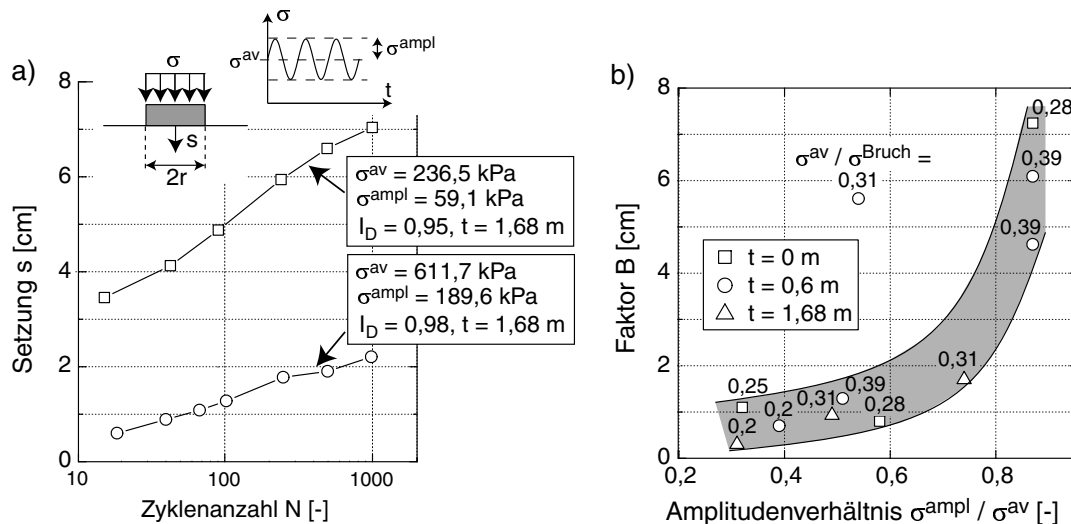 a)
σ
σ^av
σ^ampl
t
σ
s
2r
Setzung s [cm]
8
6
4
2
0
10
100
1000
Zyklenanzahl N [-]
σ^av = 236,5 kPa
σ^ampl = 59,1 kPa
I_D = 0,95, t = 1,68 m
σ^av = 611,7 kPa
σ^ampl = 189,6 kPa
I_D = 0,98, t = 1,68 m
b)
Faktor B [cm]
8
6
4
2
0
0,2
0,4
0,6
0,8
Amplitudenverhältnis σ^ampl / σ^av [-]
σ^av / σ^Bruch =
0,31
0,28
0,39
0,39
t = 0 m
t = 0,6 m
t = 1,68 m
0,25
0,2
0,2
0,31
0,39
0,28
0,31